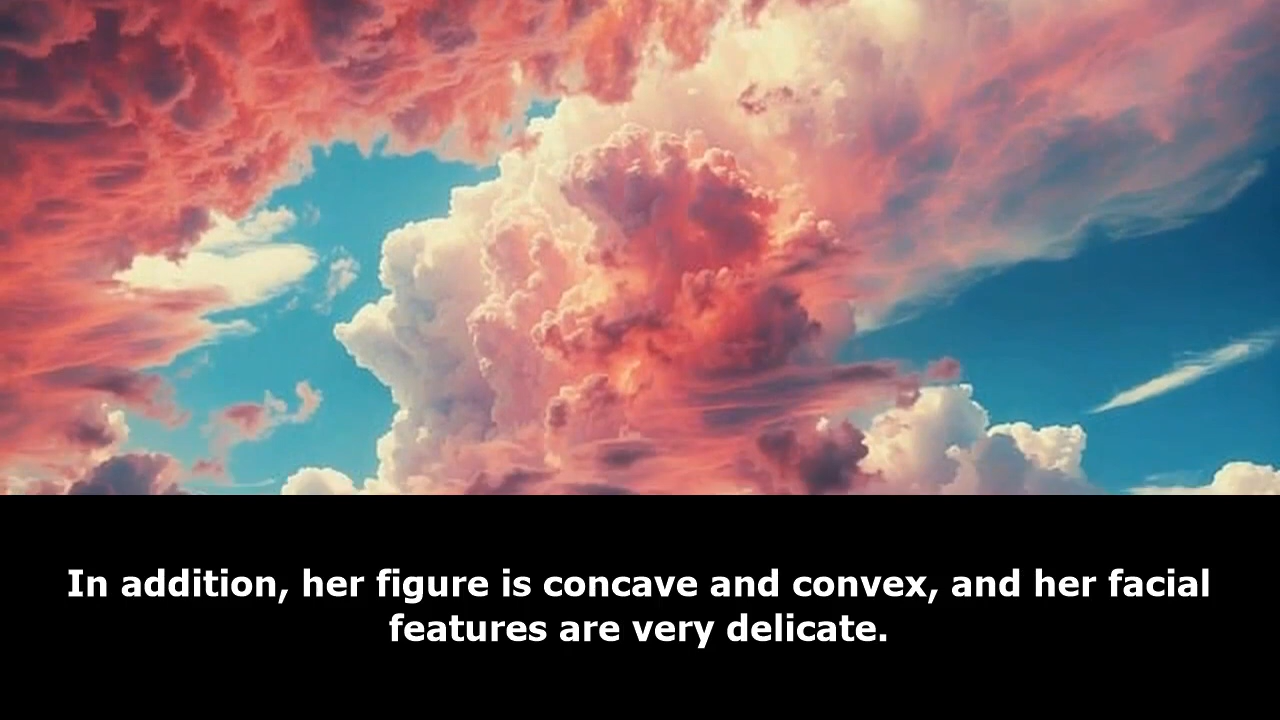 In addition, her figure is concave and convex, and her facial
features are very delicate.